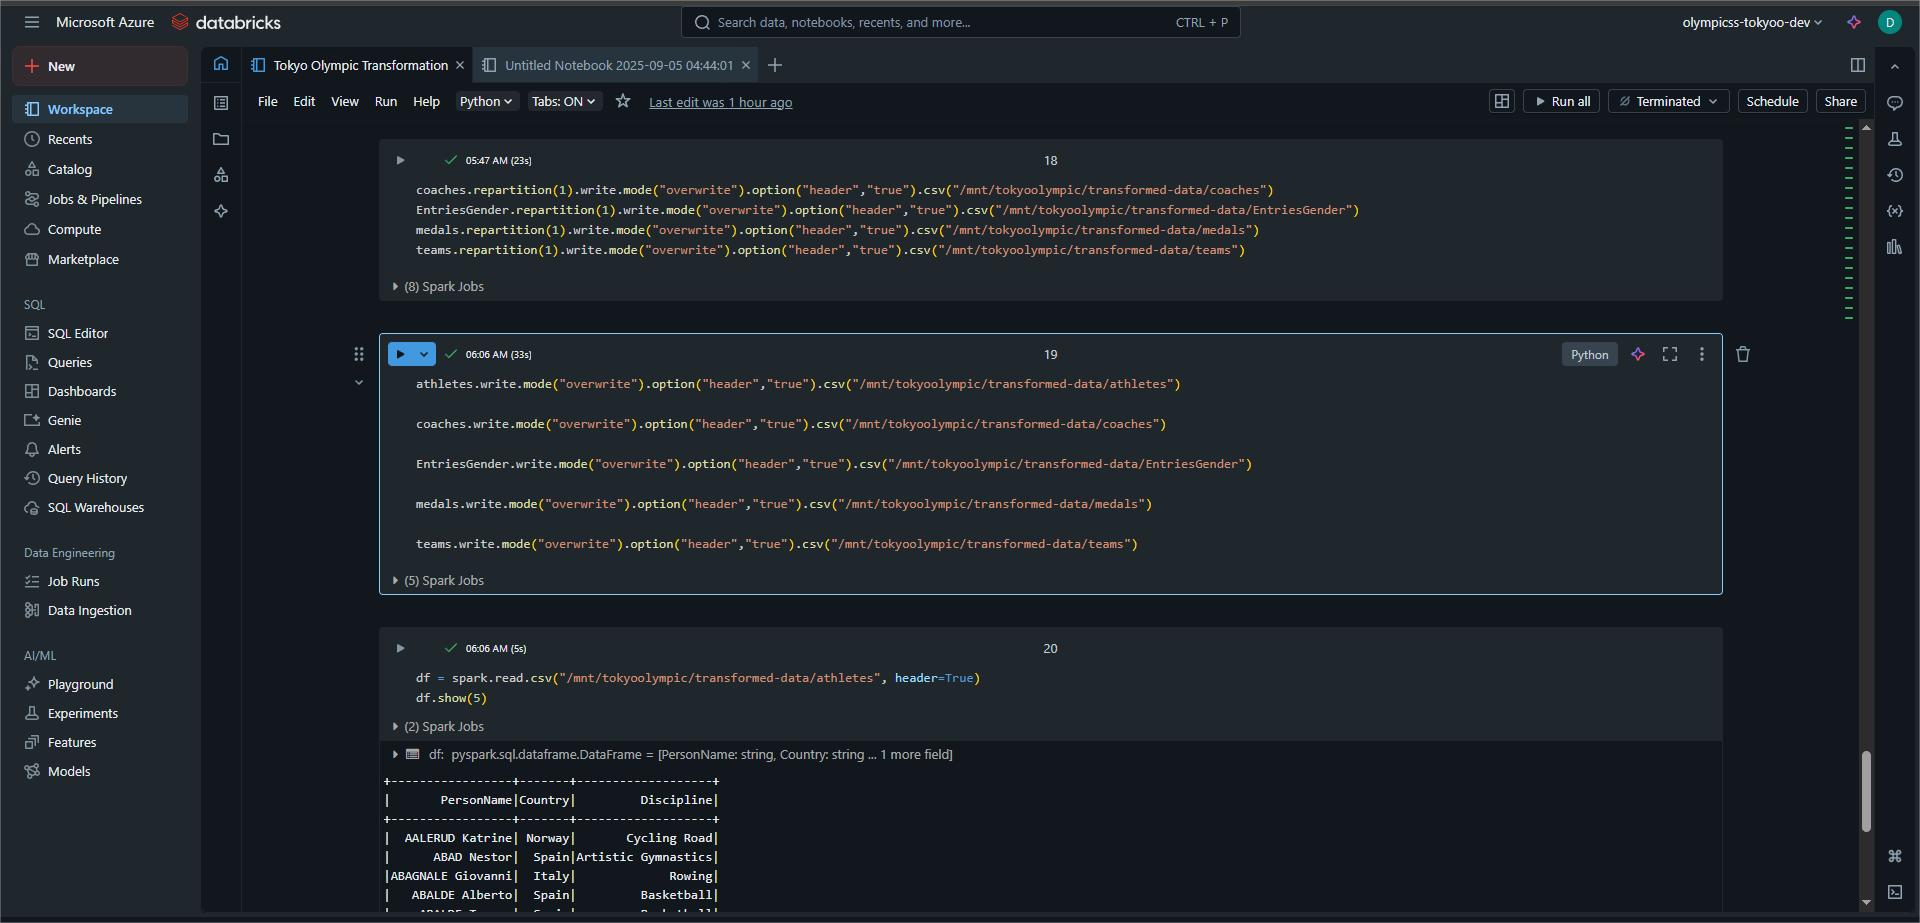 Microsoft Azure databricks
Search data, notebooks, recents, and more... CTRL + P
olympicss-tokyoo-dev
D
New
Workspace
Recents
Catalog
Jobs & Pipelines
Compute
Marketplace
SQL
SQL Editor
Queries
Dashboards
Genie
Alerts
Query History
SQL Warehouses
Data Engineering
Job Runs
Data Ingestion
AI/ML
Playground
Experiments
Features
Models
Tokyo Olympic Transformation
Untitled Notebook 2025-09-05 04:44:01
File Edit View Run Help Python Tabs: ON Last edit was 1 hour ago
Run all Terminated Schedule Share
05:47 AM (23s) 18
coaches.repartition(1).write.mode("overwrite").option("header","true").csv("/mnt/tokyoolympic/transformed-data/coaches")
EntriesGender.repartition(1).write.mode("overwrite").option("header","true").csv("/mnt/tokyoolympic/transformed-data/EntriesGender")
medals.repartition(1).write.mode("overwrite").option("header","true").csv("/mnt/tokyoolympic/transformed-data/medals")
teams.repartition(1).write.mode("overwrite").option("header","true").csv("/mnt/tokyoolympic/transformed-data/teams")
(8) Spark Jobs
06:06 AM (33s) 19 Python
athletes.write.mode("overwrite").option("header","true").csv("/mnt/tokyoolympic/transformed-data/athletes")
coaches.write.mode("overwrite").option("header","true").csv("/mnt/tokyoolympic/transformed-data/coaches")
EntriesGender.write.mode("overwrite").option("header","true").csv("/mnt/tokyoolympic/transformed-data/EntriesGender")
medals.write.mode("overwrite").option("header","true").csv("/mnt/tokyoolympic/transformed-data/medals")
teams.write.mode("overwrite").option("header","true").csv("/mnt/tokyoolympic/transformed-data/teams")
(5) Spark Jobs
06:06 AM (5s) 20
df = spark.read.csv("/mnt/tokyoolympic/transformed-data/athletes", header=True)
df.show(5)
(2) Spark Jobs
df: pyspark.sql.dataframe.DataFrame = [PersonName: string, Country: string ... 1 more field]
+-----------------+-------+-------------------+
| PersonName|Country| Discipline|
+-----------------+-------+-------------------+
| AALERUD Katrine| Norway| Cycling Road|
| ABAD Nestor| Spain|Artistic Gymnastics|
|ABAGNALE Giovanni| Italy| Rowing|
| ABALDE Alberto| Spain| Basketball|